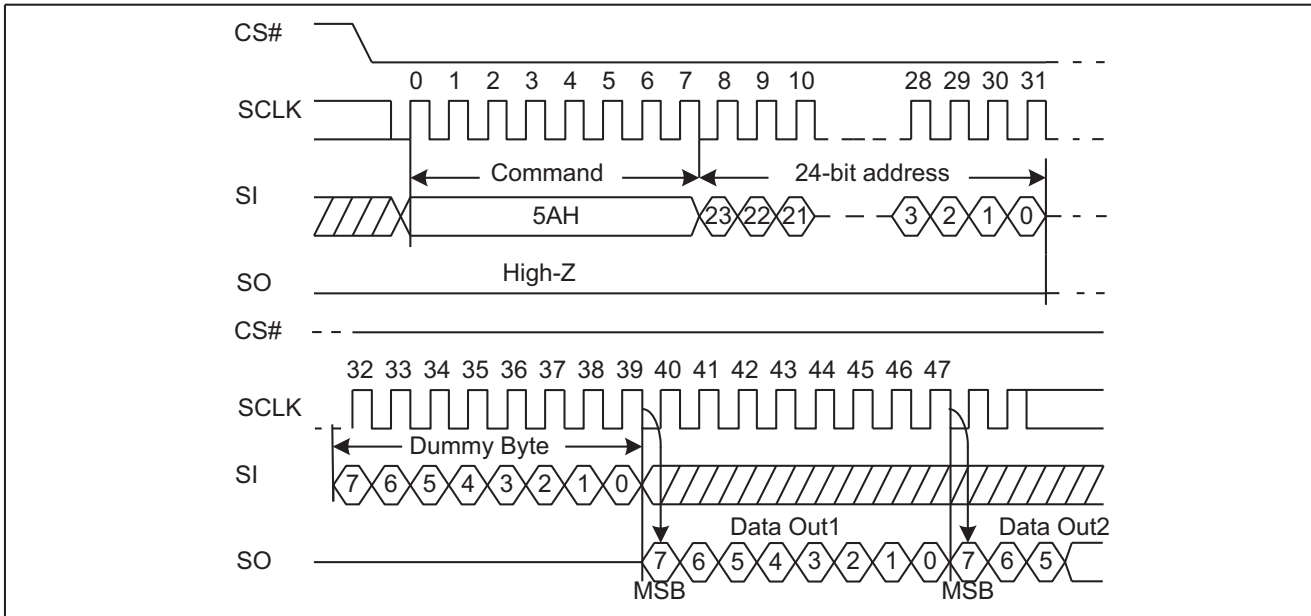 CS#
0 1 2 3 4 5 6 7 8 9 10 28 29 30 31
SCLK
Command 24-bit address
SI
5AH 23 22 21 3 2 1 0
High-Z
SO
CS#
32 33 34 35 36 37 38 39 40 41 42 43 44 45 46 47
SCLK
Dummy Byte
SI
7 6 5 4 3 2 1 0
Data Out1 Data Out2
SO
7 6 5 4 3 2 1 0 7 6 5
MSB MSB